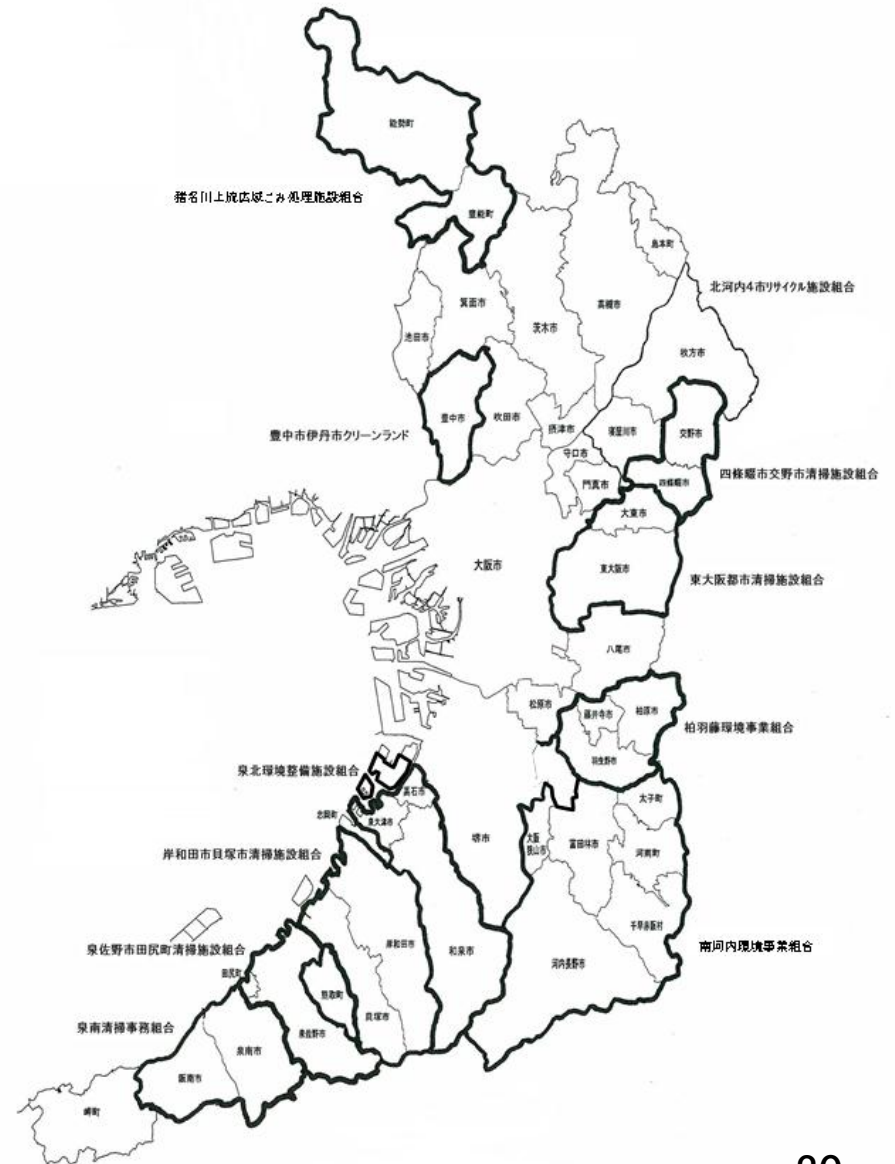 能勢町
猪名川上流広域ごみ処理施設組合
豊能町
島本町
北河内4市リサイクル施設組合
箕面市
高槻市
茨木市
池田市
枚方市
豊中市
吹田市
摂津市
寝屋川市
交野市
豊中市伊丹市クリーンランド
守口市
門真市
四條畷市
四條畷市交野市清掃施設組合
大東市
大阪市
東大阪市
東大阪都市清掃施設組合
八尾市
松原市
藤井寺市
柏原市
柏羽藤環境事業組合
羽曳野市
泉北環境整備施設組合
高石市
太子町
忠岡町
泉大津市
堺市
大阪
狭山市
富田林市
河南町
岸和田市貝塚市清掃施設組合
千早赤阪村
岸和田市
和泉市
南河内環境事業組合
泉佐野市田尻町清掃施設組合
河内長野市
田尻町
熊取町
貝塚市
泉南清掃事務組合
泉佐野市
泉南市
阪南市
岬町